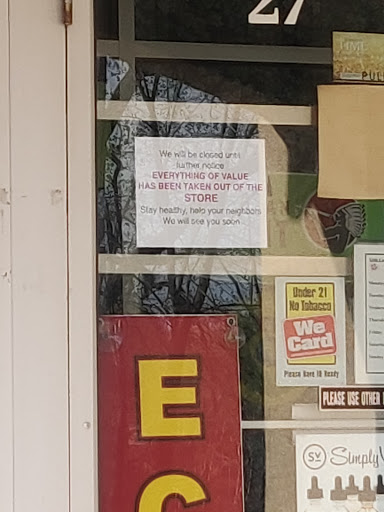 27
We will be closed until
further notice
EVERYTHING OF VALUE
HAS BEEN TAKEN OUT OF THE
STORE
Stay healthy, help your neighbors
We will see you soon
Under 21
No Tobacco
We
Card
Please Have ID Ready
PLEASE USE OTHER
SV
Simply
E